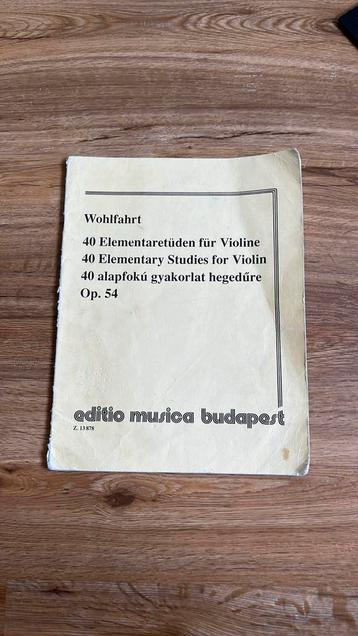 Wohlfahrt
40 Elementaretüden für Violine
40 Elementary Studies for Violin
40 alapfokú gyakorlat hegedűre
Op. 54
editio musica budapest
Z. 13 878